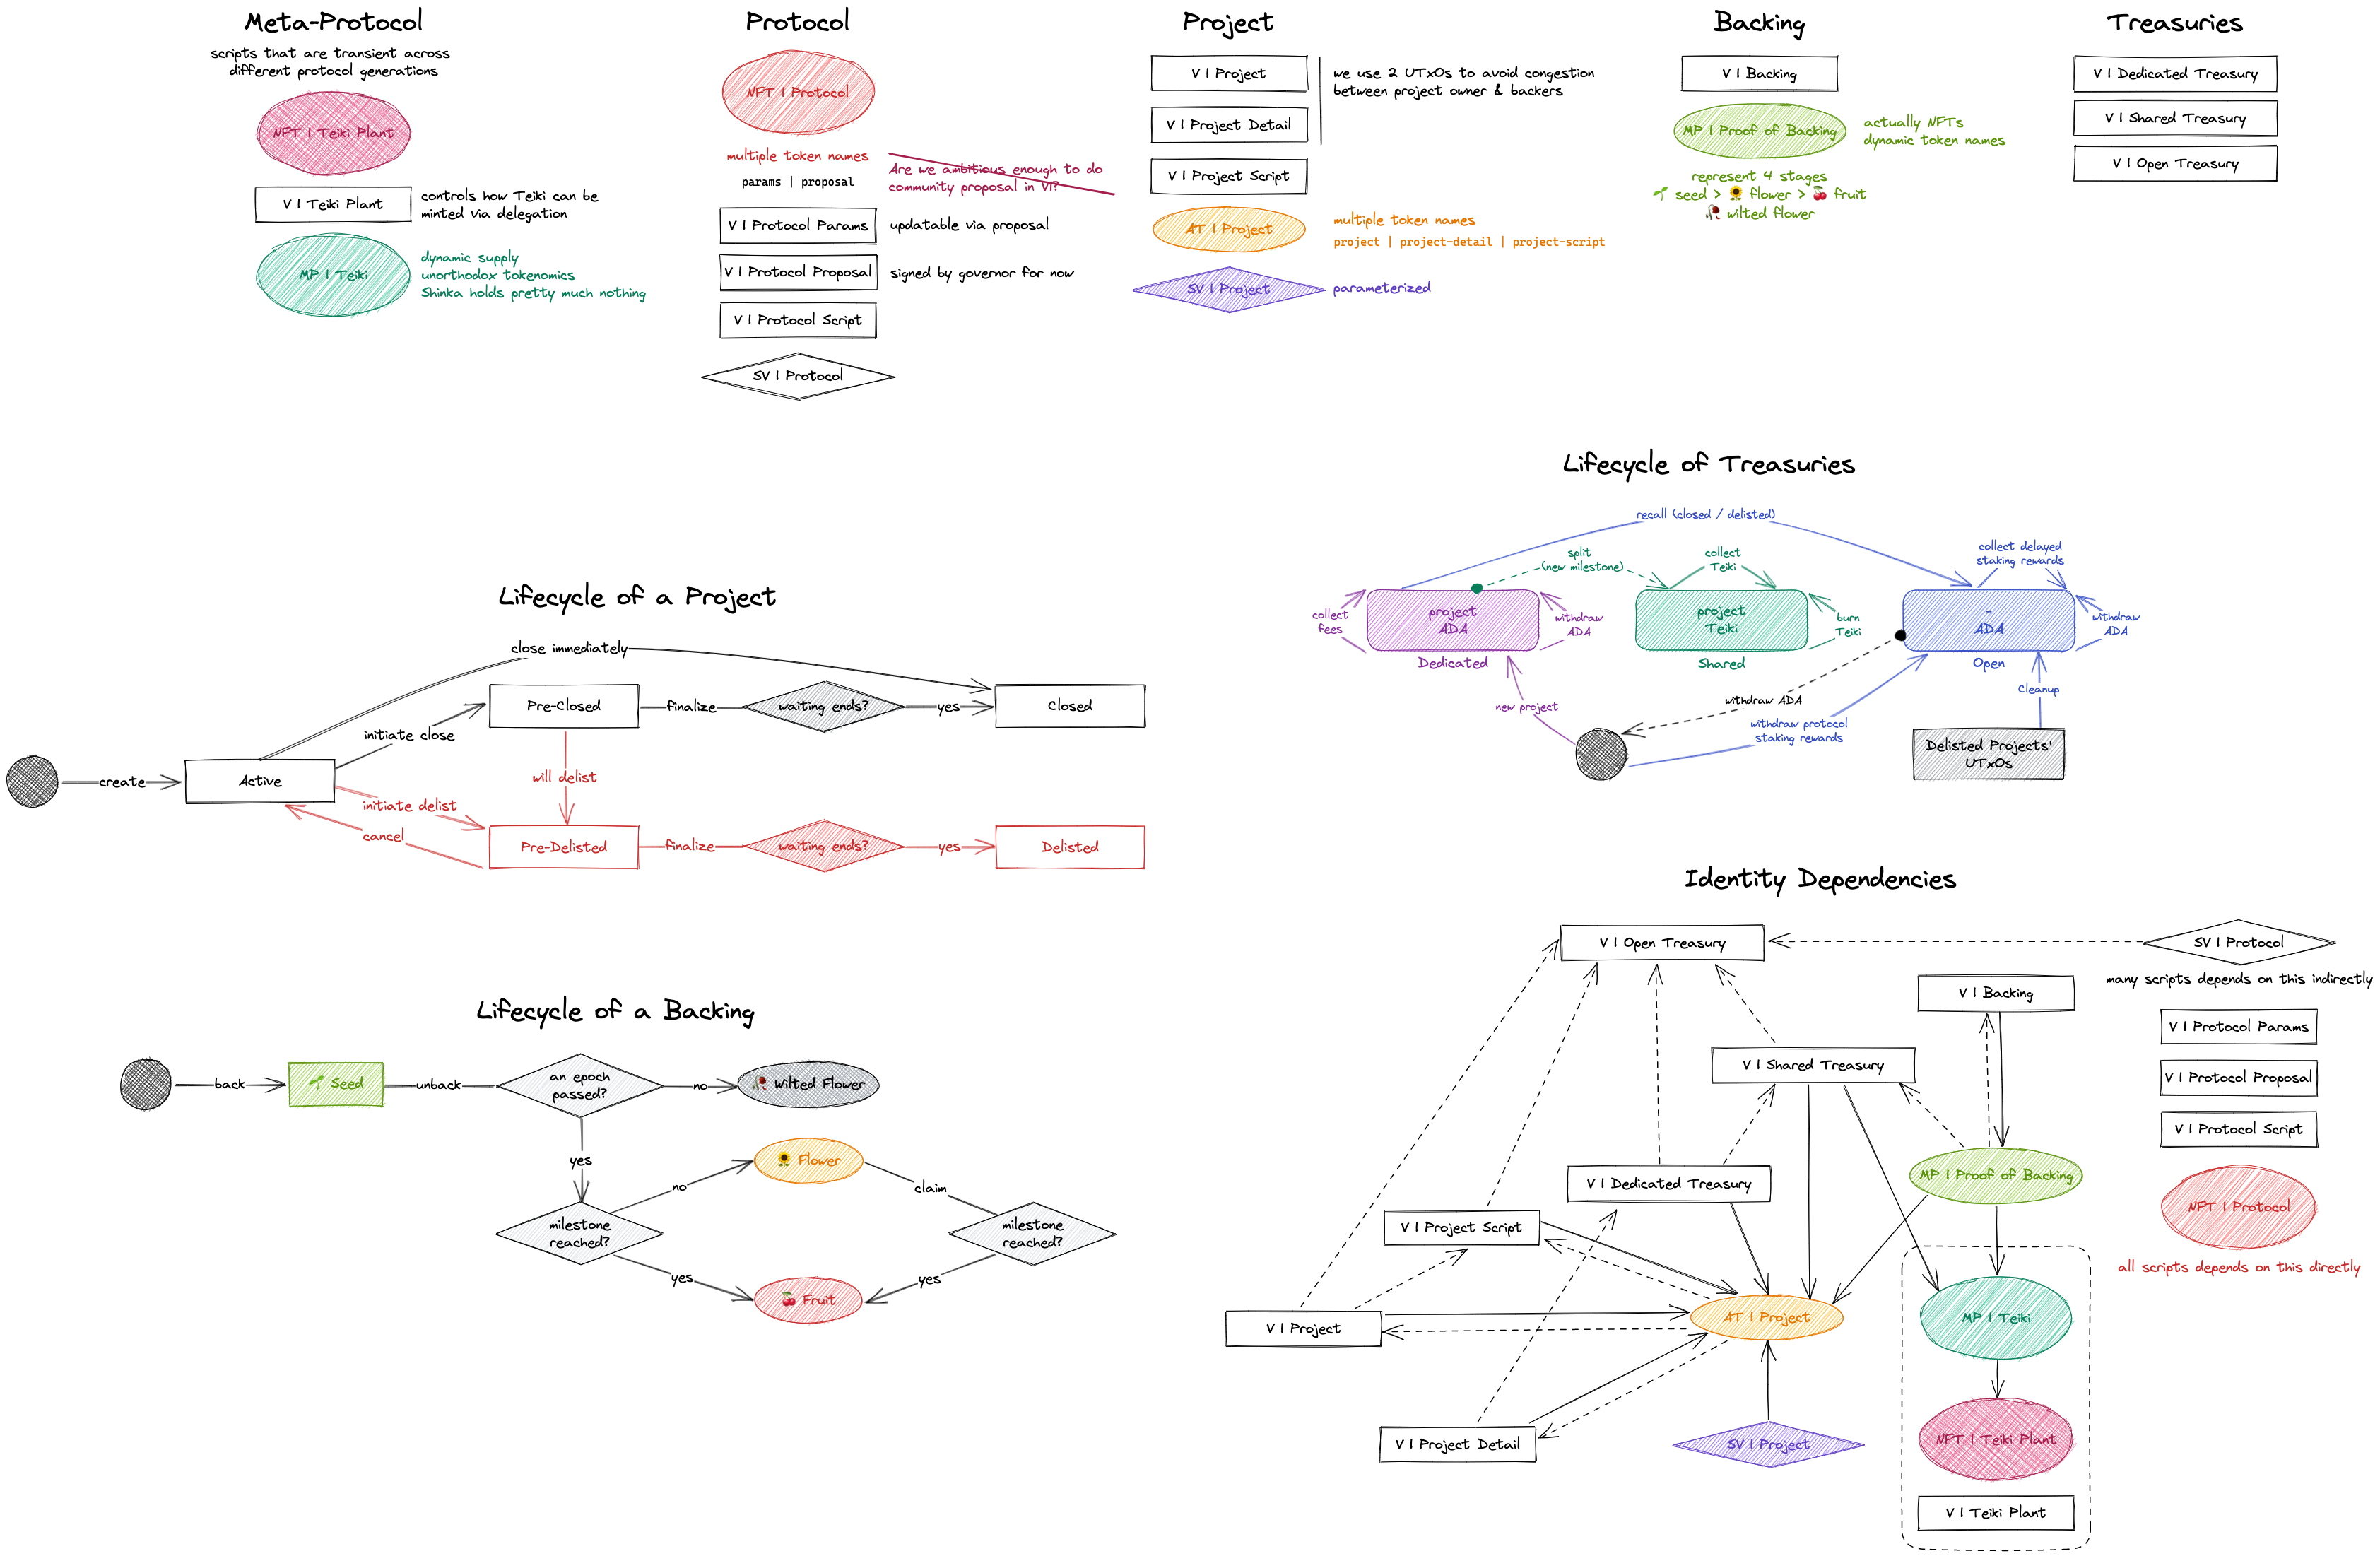 Meta-Protocol
scripts that are transient across
different protocol generations
NFT | Teiki Plant
V | Teiki Plant
controls how Teiki can be
minted via delegation
MP | Teiki
dynamic supply
unorthodox tokenomics
Shinka holds pretty much nothing
Protocol
NFT | Protocol
multiple token names
params | proposal
Are we ambitious enough to do
community proposal in V1?
V | Protocol Params
updatable via proposal
V | Protocol Proposal
signed by governor for now
V | Protocol Script
SV | Protocol
Project
V | Project
we use 2 UTxOs to avoid congestion
between project owner & backers
V | Project Detail
V | Project Script
AT | Project
multiple token names
project | project-detail | project-script
SV | Project
parameterized
Backing
V | Backing
MP | Proof of Backing
actually NFTs
dynamic token names
represent 4 stages
🌱 seed > 🌻 flower > 🍒 fruit
🥀 wilted flower
Treasuries
V | Dedicated Treasury
V | Shared Treasury
V | Open Treasury
Lifecycle of Treasuries
recall (closed / delisted)
split
(new milestone)
collect
Teiki
collect delayed
staking rewards
collect
fees
project
ADA
withdraw
ADA
project
Teiki
burn
Teiki
-
ADA
withdraw
ADA
Dedicated
Shared
Open
new project
withdraw ADA
withdraw protocol
staking rewards
Cleanup
Delisted Projects'
UTxOs
Lifecycle of a Project
close immediately
Pre-Closed
finalize
waiting ends?
yes
Closed
initiate close
create
Active
will delist
initiate delist
cancel
Pre-Delisted
finalize
waiting ends?
yes
Delisted
Lifecycle of a Backing
back
🌱 Seed
unback
an epoch
passed?
no
🥀 Wilted Flower
yes
no
🌻 Flower
claim
milestone
reached?
milestone
reached?
yes
🍒 Fruit
yes
Identity Dependencies
V | Open Treasury
SV | Protocol
many scripts depends on this indirectly
V | Backing
V | Protocol Params
V | Shared Treasury
V | Protocol Proposal
V | Protocol Script
V | Dedicated Treasury
MP | Proof of Backing
NFT | Protocol
all scripts depends on this directly
V | Project Script
V | Project
AT | Project
MP | Teiki
V | Project Detail
SV | Project
NFT | Teiki Plant
V | Teiki Plant